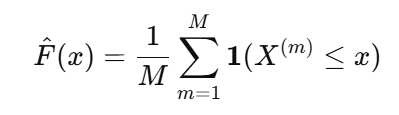 F̂(x) = 1/M ∑_{m=1}^{M} 𝟏(X^{(m)} ≤ x)